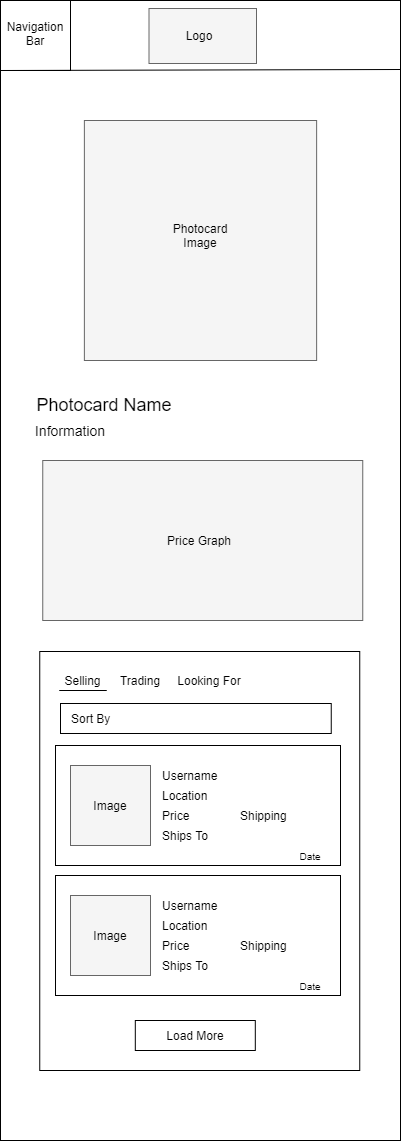 Navigation
Bar
Logo
Photocard
Image
Photocard Name
Information
Price Graph
Selling Trading Looking For
Sort By
Image
Username
Location
Price Shipping
Ships To
Date
Image
Username
Location
Price Shipping
Ships To
Date
Load More